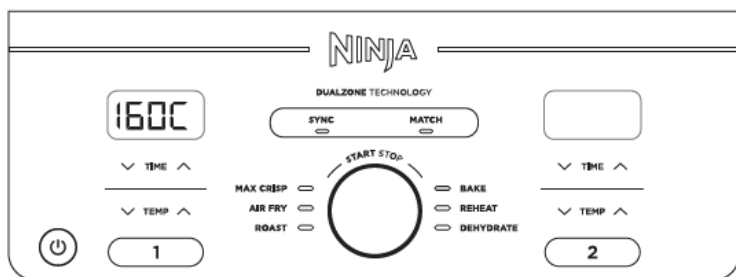 NINJA
DUALZONE TECHNOLOGY
160C
SYNC MATCH
START STOP
TIME TIME
MAX CRISP BAKE
AIR FRY REHEAT
TEMP TEMP
ROAST DEHYDRATE
1 2